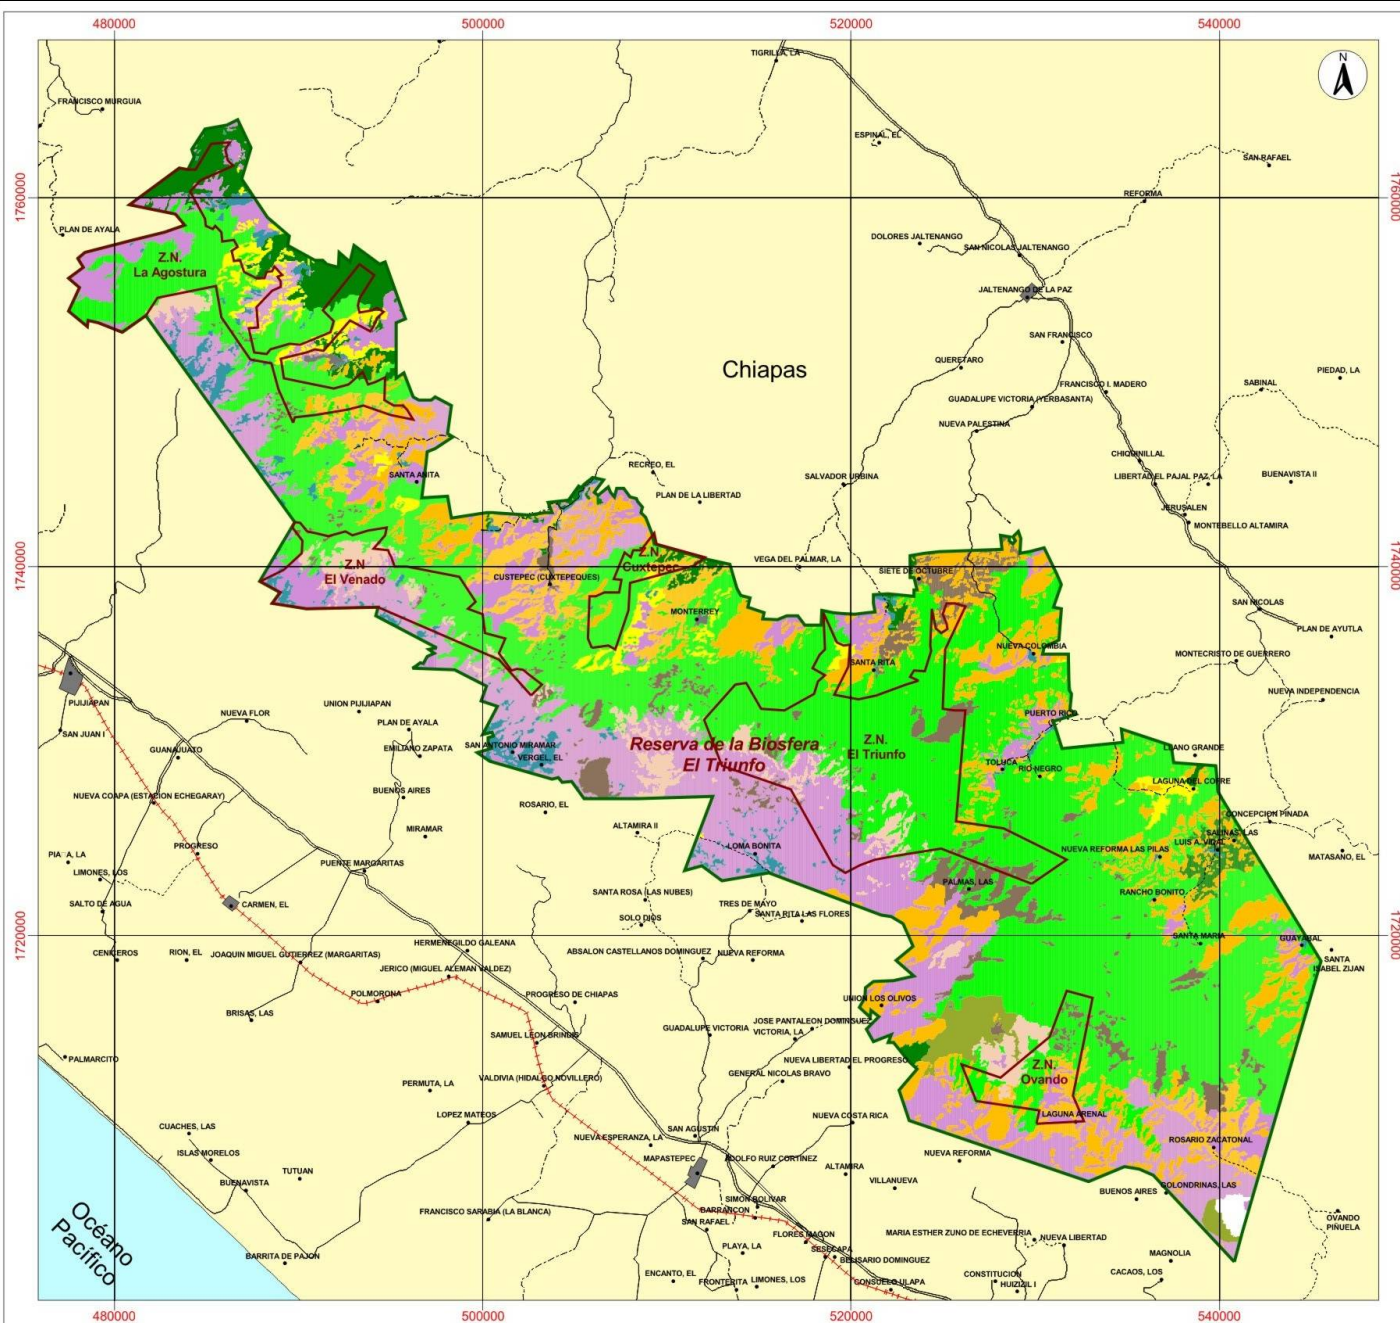 480000
500000
520000
540000
N
TIGRILLA, LA
FRANCISCO MURGUIA
ESPINAL, EL
SAN RAFAEL
1760000
REFORMA
1760000
PLAN DE AYALA
DOLORES JALTENANGO
SAN NICOLAS JALTENANGO
Z.N.
La Agostura
JALTENANGO DE LA PAZ
SAN FRANCISCO
QUERETARO
Chiapas
PIEDAD, LA
FRANCISCO I. MADERO
SABINAL
GUADALUPE VICTORIA (YERBASANTA)
NUEVA PALESTINA
CHIQUINILLAL
RECREO, EL
SANTA ANITA
SALVADOR URBINA
LIBERTAD EL PAJAL
PAZ, LA
BUENAVISTA II
PLAN DE LA LIBERTAD
JERUSALEN
MONTEBELLO ALTAMIRA
1740000
Z.N.
Cuxtepec
VEGA DEL PALMAR, LA
1740000
Z.N
El Venado
CUSTEPEC (CUXTEPEQUES)
SIETE DE OCTUBRE
SAN NICOLAS
MONTERREY
PLAN DE AYUTLA
NUEVA COLOMBIA
MONTECRISTO DE GUERRERO
SANTA RITA
NUEVA INDEPENDENCIA
PIJIJIAPAN
UNION PIJIJIAPAN
NUEVA FLOR
PUERTO RICO
PLAN DE AYALA
SAN JUAN I
Reserva de la Biosfera
El Triunfo
Z.N.
El Triunfo
GUANAJUATO
EMILIANO ZAPATA
SAN ANTONIO MIRAMAR
VERGEL, EL
LLANO GRANDE
TOLUCA
RIO NEGRO
LAGUNA DEL COFRE
NUEVA COAPA (ESTACION ECHEGARAY)
BUENOS AIRES
ROSARIO, EL
CONCEPCION PINADA
ALTAMIRA II
MIRAMAR
SALINAS, LAS
LUIS A. VIDAL
PROGRESO
LOMA BONITA
NUEVA REFORMA LAS PILAS
MATASANO, EL
PUENTE MARGARITAS
LIMONES, LOS
PALMAS, LAS
RANCHO BONITO
SANTA ROSA (LAS NUBES)
SALTO DE AGUA
CARMEN, EL
TRES DE MAYO
SANTA RITA LAS FLORES
SOLO DIOS
1720000
SANTA MARIA
GUAYABAL
1720000
HERMENEGILDO GALEANA
CENICEROS
RION, EL
JOAQUIN MIGUEL GUTIERREZ (MARGARITAS)
ABSALON CASTELLANOS DOMINGUEZ
NUEVA REFORMA
SANTA
ISABEL ZIJAN
JERICO (MIGUEL ALEMAN VALDEZ)
POLMORONA
PROGRESO DE CHIAPAS
UNION LOS OLIVOS
BRISAS, LAS
JOSE PANTALEON DOMINGUEZ
GUADALUPE VICTORIA
VICTORIA, LA
SAMUEL LEON BRINDIS
PALMARCITO
NUEVA LIBERTAD EL PROGRESO
Z.N.
Ovando
GENERAL NICOLAS BRAVO
PERMUTA, LA
VALDIVIA (HIDALGO NOVILLERO)
LOPEZ MATEOS
NUEVA COSTA RICA
LAGUNA ARENAL
CUACHES, LAS
SAN AGUSTIN
NUEVA ESPERANZA, LA
ROSARIO ZACATONAL
ISLAS MORELOS
MAPASTEPEC
ADOLFO RUIZ CORTINEZ
NUEVA REFORMA
TUTUAN
ALTAMIRA
BUENAVISTA
VILLANUEVA
BUENOS AIRES
GOLONDRINAS, LAS
SIMON BOLIVAR
FRANCISCO SARABIA (LA BLANCA)
BARRANCON
SAN RAFAEL
OVANDO
PIÑUELA
Océano
Pacífico
FLORES MAGON
MARIA ESTHER ZUNO DE ECHEVERRIA
NUEVA LIBERTAD
PLAYA, LA
SESECAPA
BARRITA DE PAJON
BELISARIO DOMINGUEZ
MAGNOLIA
ENCANTO, EL
CONSTITUCION
CACAOS, LOS
FRONTERITA
LIMONES, LOS
CONSUELO ULAPA
HUIZIZIL I
480000
500000
520000
540000